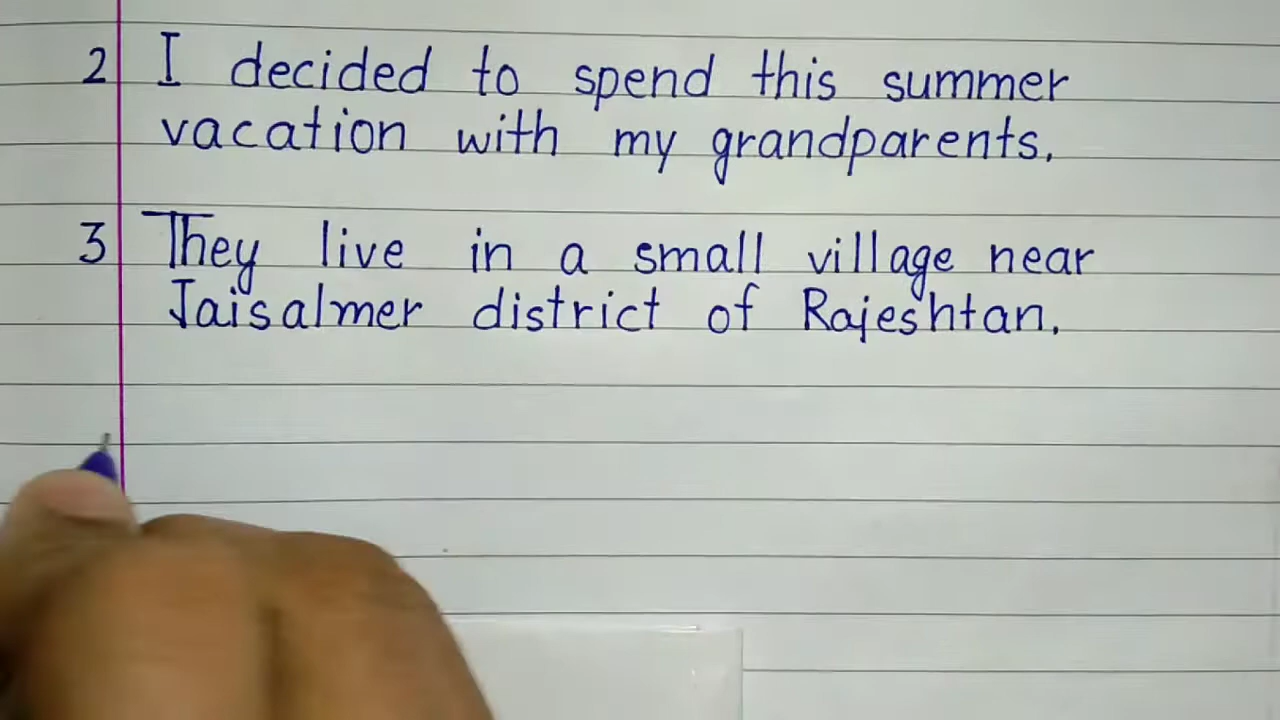 2 I decided to spend this summer
vacation with my grandparents.
3 They live in a small village near
Jaisalmer district of Rajeshtan.